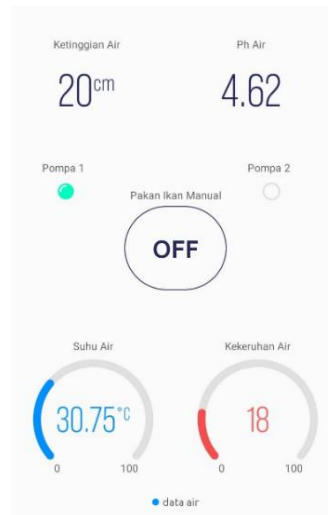 Ketinggian Air
Ph Air
20cm
4.62
Pompa 1
Pompa 2
Pakan Ikan Manual
OFF
Suhu Air
Kekeruhan Air
30.75°C
18
0
100
0
100
data air